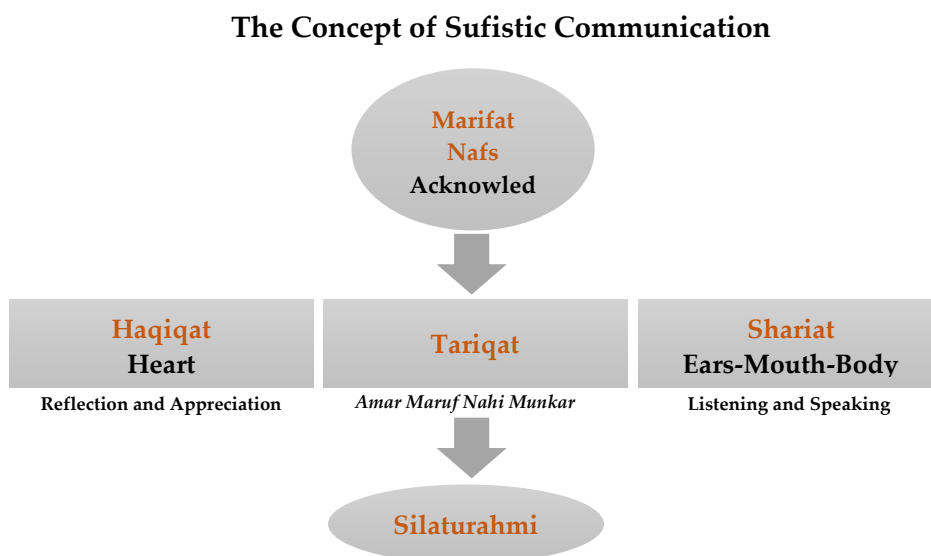 The Concept of Sufistic Communication
Marifat
Nafs
Acknowled
Haqiqat
Heart
Tariqat
Shariat
Ears-Mouth-Body
Reflection and Appreciation
Amar Maruf Nahi Munkar
Listening and Speaking
Silaturahmi